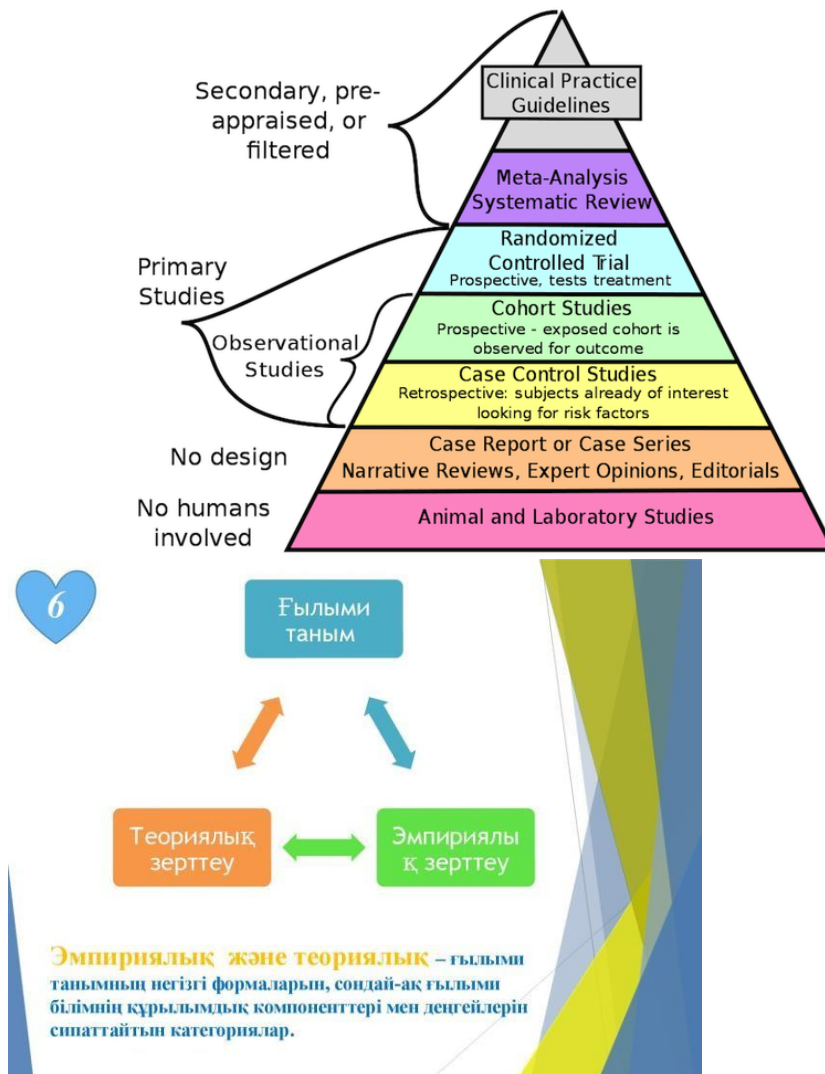 Clinical Practice
Guidelines
Secondary, pre-
appraised, or
filtered
Meta-Analysis
Systematic Review
Randomized
Controlled Trial
Prospective, tests treatment
Primary
Studies
Cohort Studies
Prospective - exposed cohort is
observed for outcome
Observational
Studies
Case Control Studies
Retrospective: subjects already of interest
looking for risk factors
No design
Case Report or Case Series
Narrative Reviews, Expert Opinions, Editorials
No humans
involved
Animal and Laboratory Studies
6
Ғылыми
таным
Теориялық
зерттеу
Эмпириялы
қ зерттеу
Эмпириялық және теориялық – ғылыми
танымның негізгі формаларын, сондай-ақ ғылыми
білімнің құрылымдық компоненттері мен деңгейлерін
сипаттайтын категориялар.